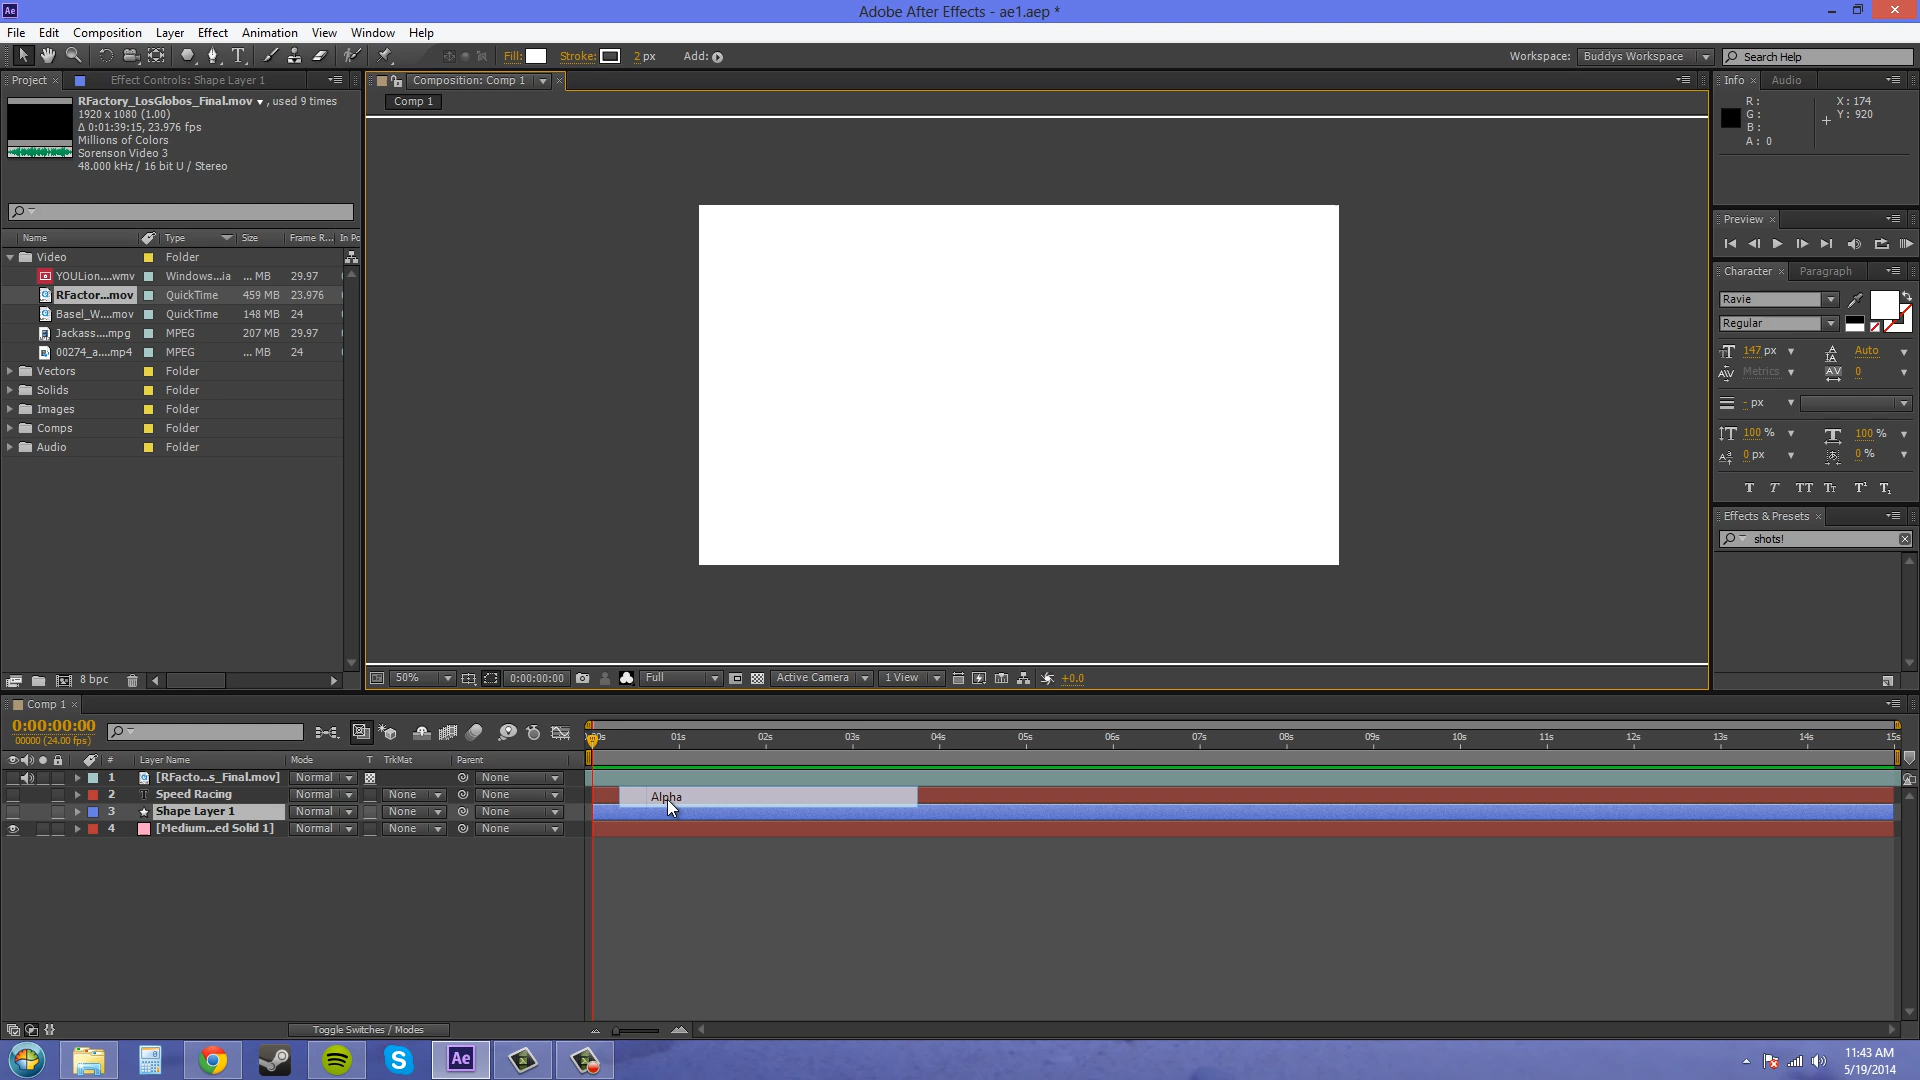 Ae
Adobe After Effects - ae1.aep *
File Edit Composition Layer Effect Animation View Window Help
Fill: Stroke: 2 px Add:
Workspace: Buddys Workspace Search Help
Project Effect Controls: Shape Layer 1
Composition: Comp 1
Comp 1
RFactory_LosGlobos_Final.mov , used 9 times
1920 x 1080 (1.00)
Δ 0:01:39:15, 23.976 fps
Millions of Colors
Sorenson Video 3
48.000 kHz / 16 bit U / Stereo
Name Type Size Frame R... In Po
Video Folder
YOULion....wmv Windows...ia ... MB 29.97
RFactor...mov QuickTime 459 MB 23.976
Basel_W....mov QuickTime 148 MB 24
Jackass....mpg MPEG 207 MB 29.97
00274_a....mp4 MPEG ... MB 24
Vectors Folder
Solids Folder
Images Folder
Comps Folder
Audio Folder
8 bpc
50% 0:00:00:00 Full Active Camera 1 View +0.0
Info Audio
R: X: 174
G: Y: 920
B:
A: 0
Preview
Character Paragraph
Ravie
Regular
147 px Auto
Metrics 0
- px
100 % 100 %
0 px 0 %
T T TT Tt T¹ T₁
Effects & Presets
shots!
Comp 1
0:00:00:00
00000 (24.00 fps)
:00s 01s 02s 03s 04s 05s 06s 07s 08s 09s 10s 11s 12s 13s 14s 15s
# Layer Name Mode T TrkMat Parent
1 [RFacto...s_Final.mov] Normal None
2 Speed Racing Normal None None
3 Shape Layer 1 Normal None None
4 [Medium...ed Solid 1] Normal None None
Alpha
Toggle Switches / Modes
Ae
11:43 AM
5/19/2014